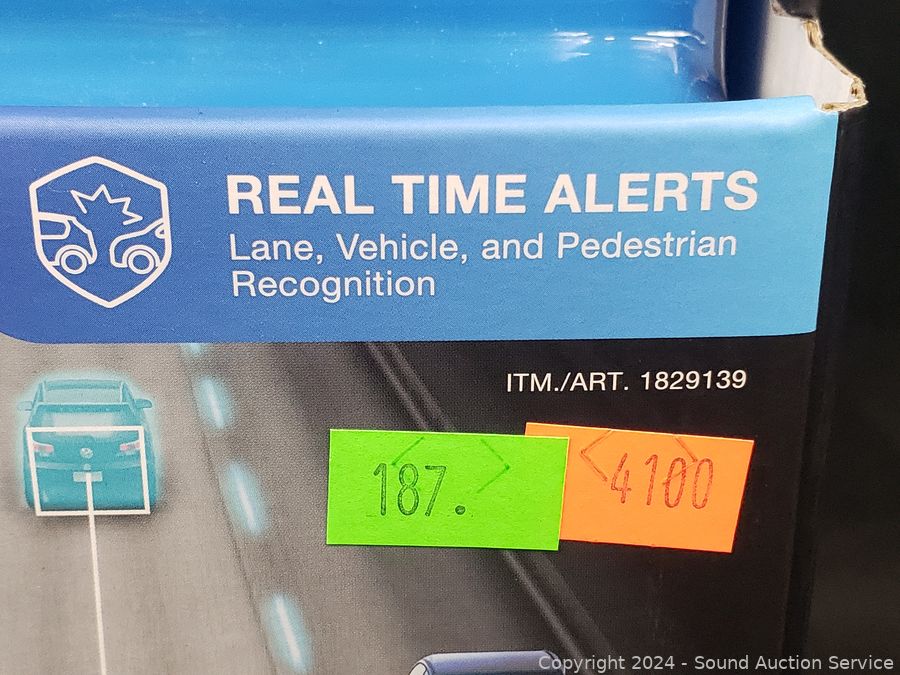 REAL TIME ALERTS
Lane, Vehicle, and Pedestrian
Recognition
ITM./ART. 1829139
187.
4100
Copyright 2024 - Sound Auction Service